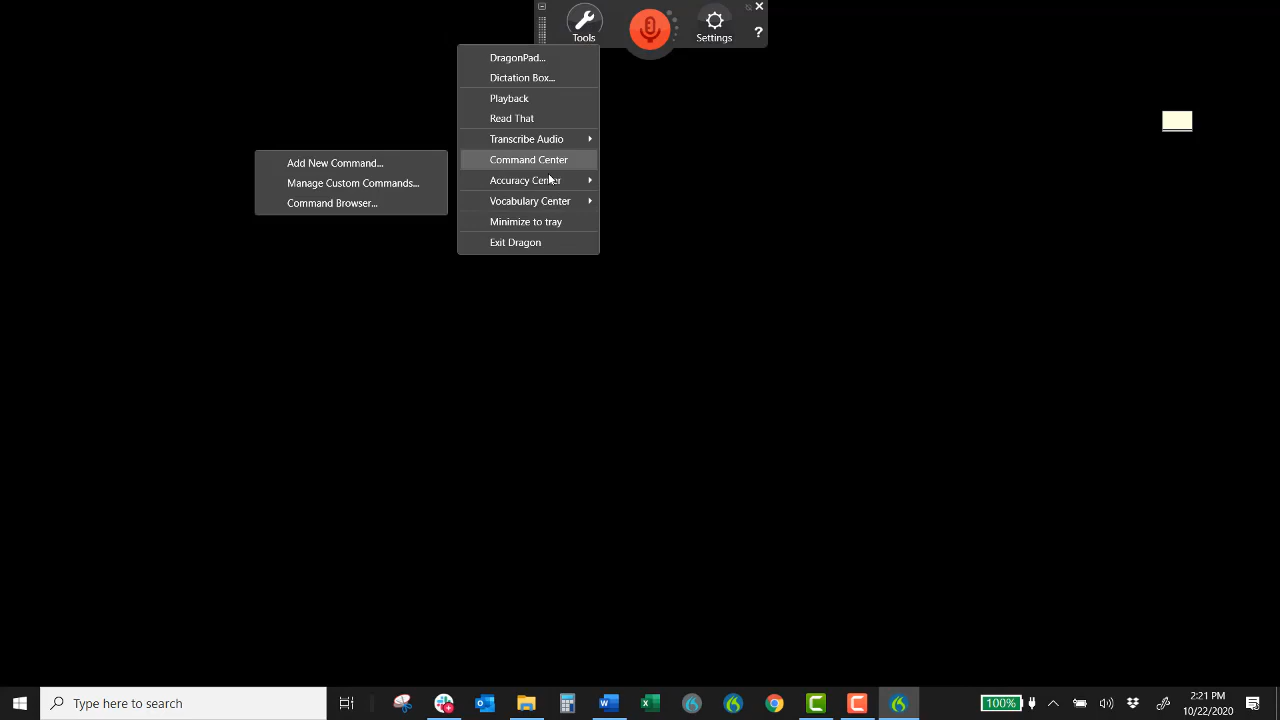 Tools
Settings
?
DragonPad...
Dictation Box...
Playback
Read That
Transcribe Audio
Command Center
Accuracy Center
Vocabulary Center
Minimize to tray
Exit Dragon
Add New Command...
Manage Custom Commands...
Command Browser...
Type here to search
100%
2:21 PM
10/22/2020